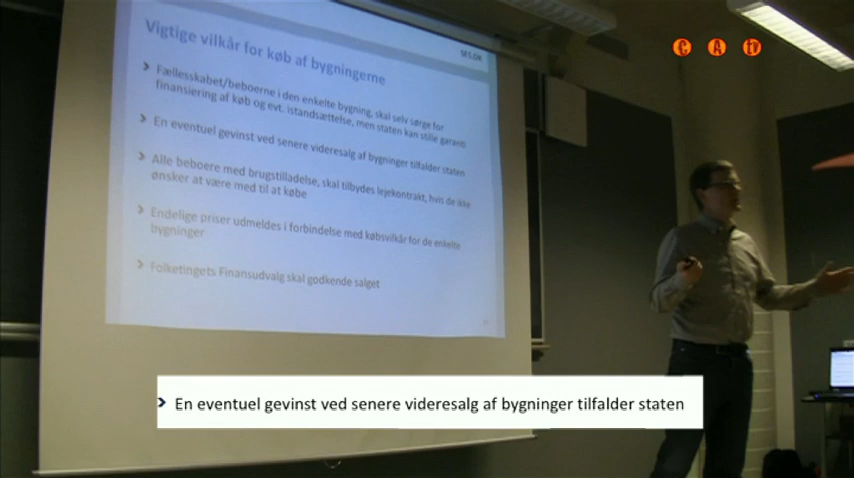 SES.DK
C A tv
Vigtige vilkår for køb af bygningerne
Fællesskabet/beboerne i den enkelte bygning, skal selv sørge for
finansiering af køb og evt. istandsættelse, men staten kan stille garanti
En eventuel gevinst ved senere videresalg af bygninger tilfalder staten
Alle beboere med brugstilladelse, skal tilbydes lejekontrakt, hvis de ikke
ønsker at være med til at købe
Endelige priser udmeldes i forbindelse med købsvilkår for de enkelte
bygninger
Folketingets Finansudvalg skal godkende salget
En eventuel gevinst ved senere videresalg af bygninger tilfalder staten